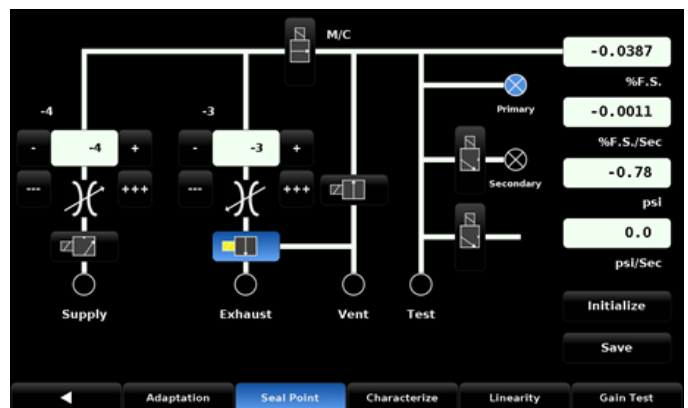 M/C
-0.0387
%F.S.
-4
-3
Primary
-0.0011
%F.S./Sec
-
-4
+
-
-3
+
---
+++
---
+++
Secondary
-0.78
psi
0.0
psi/Sec
Supply
Exhaust
Vent
Test
Initialize
Save
Adaptation
Seal Point
Characterize
Linearity
Gain Test